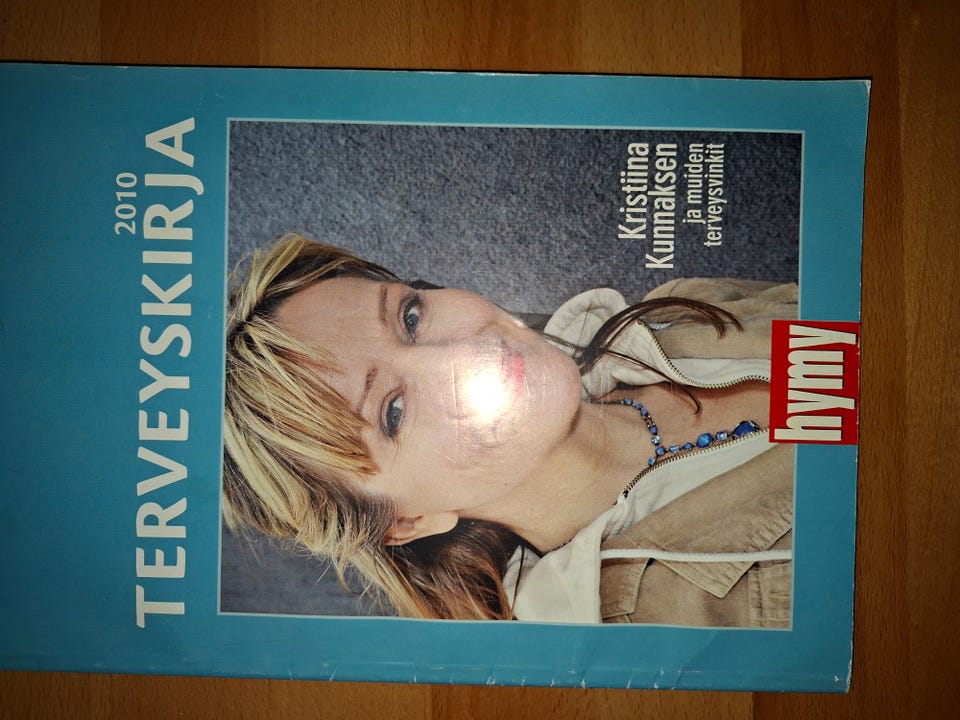 2010
TERVEYSKIRJA
Kristiina
Kunnaksen
ja muiden
terveysvinkit
hymy